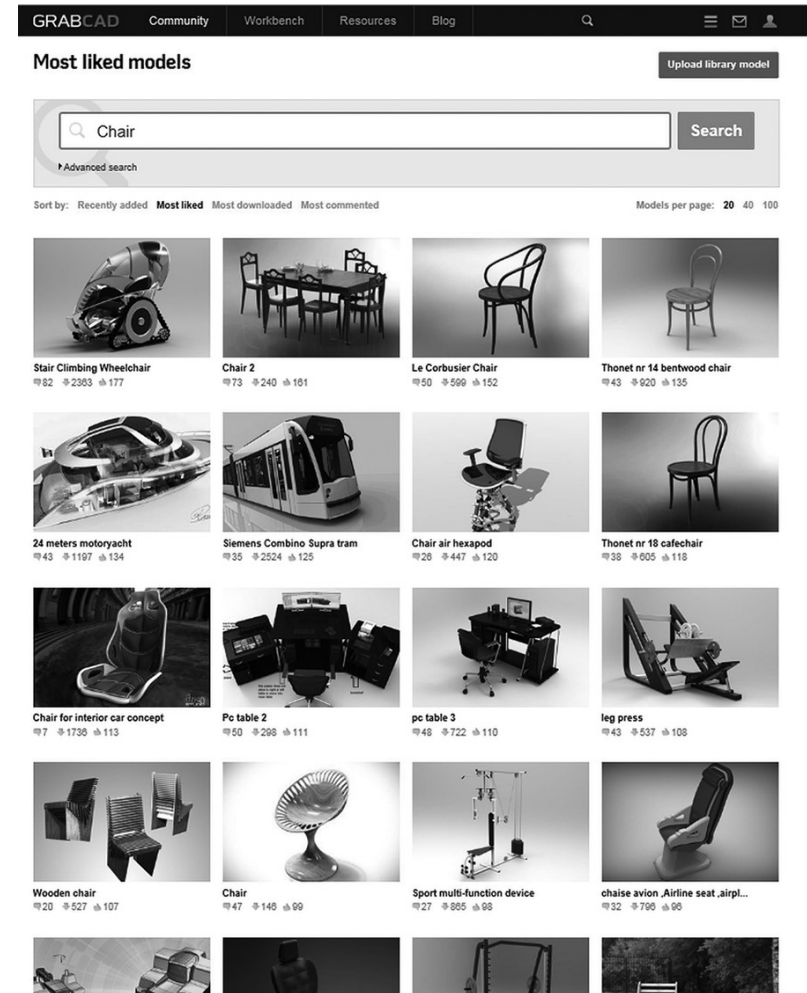 GRABCAD Community Workbench Resources Blog
Most liked models
Upload library model
Chair
Search
Advanced search
Sort by: Recently added Most liked Most downloaded Most commented
Models per page: 20 40 100
Stair Climbing Wheelchair
82 2363 177
Chair 2
73 240 161
Le Corbusier Chair
50 599 152
Thonet nr 14 bentwood chair
43 920 135
24 meters motoryacht
43 1197 134
Siemens Combino Supra tram
35 2524 125
Chair air hexapod
26 447 120
Thonet nr 18 cafechair
38 605 118
Chair for interior car concept
7 1736 113
Pc table 2
50 298 111
pc table 3
48 722 110
leg press
43 537 108
Wooden chair
20 527 107
Chair
47 146 99
Sport multi-function device
27 865 98
chaise avion ,Airline seat ,airpl...
32 796 96